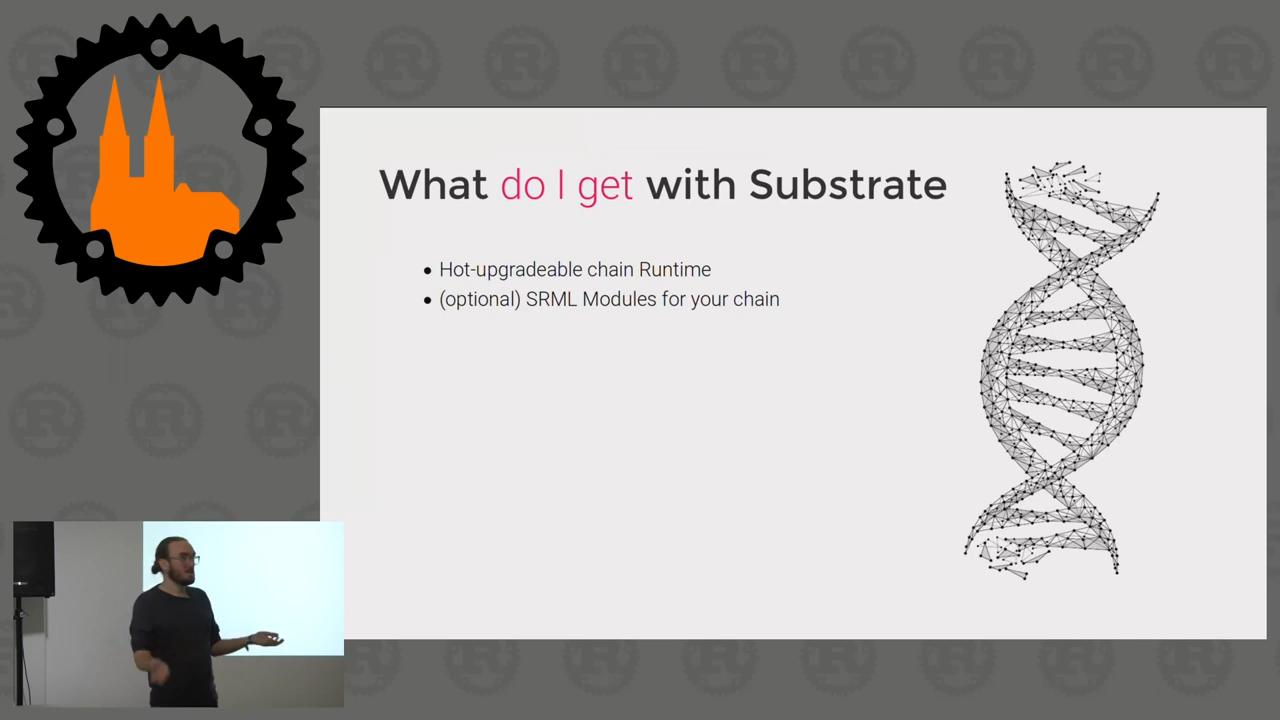 What do I get with Substrate
Hot-upgradeable chain Runtime
(optional) SRML Modules for your chain